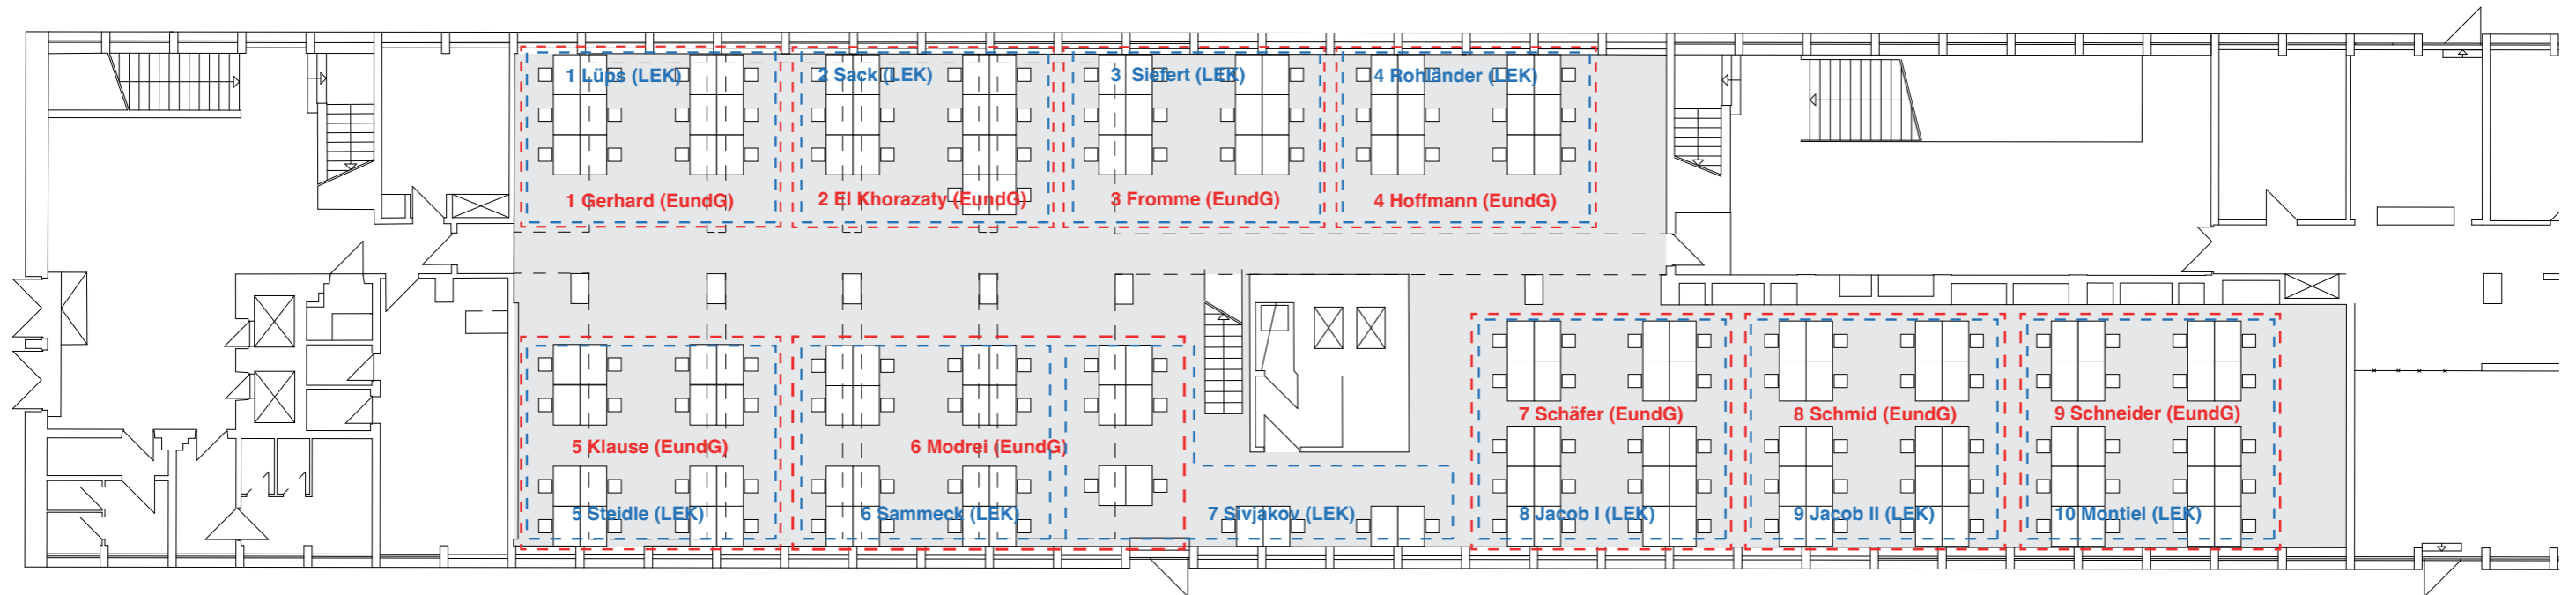 1 Lübs (LEK)
2 Sack (LEK)
3 Siefert (LEK)
4 Rohländer (LEK)
1 Gerhard (EundG)
2 El Khorazaty (EundG)
3 Fromme (EundG)
4 Hoffmann (EundG)
7 Schäfer (EundG)
8 Schmid (EundG)
9 Schneider (EundG)
5 Klause (EundG)
6 Modrei (EundG)
5 Steidle (LEK)
6 Sammeck (LEK)
7 Sivjakov (LEK)
8 Jacob I (LEK)
9 Jacob II (LEK)
10 Montiel (LEK)